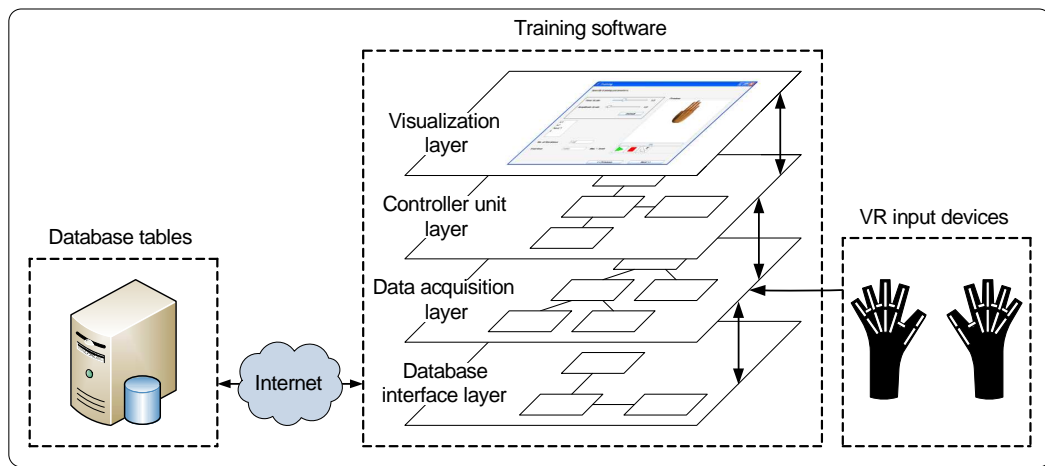 Training software
Visualization
layer
Controller unit
layer
Data acquisition
layer
Database
interface layer
Database tables
Internet
VR input devices